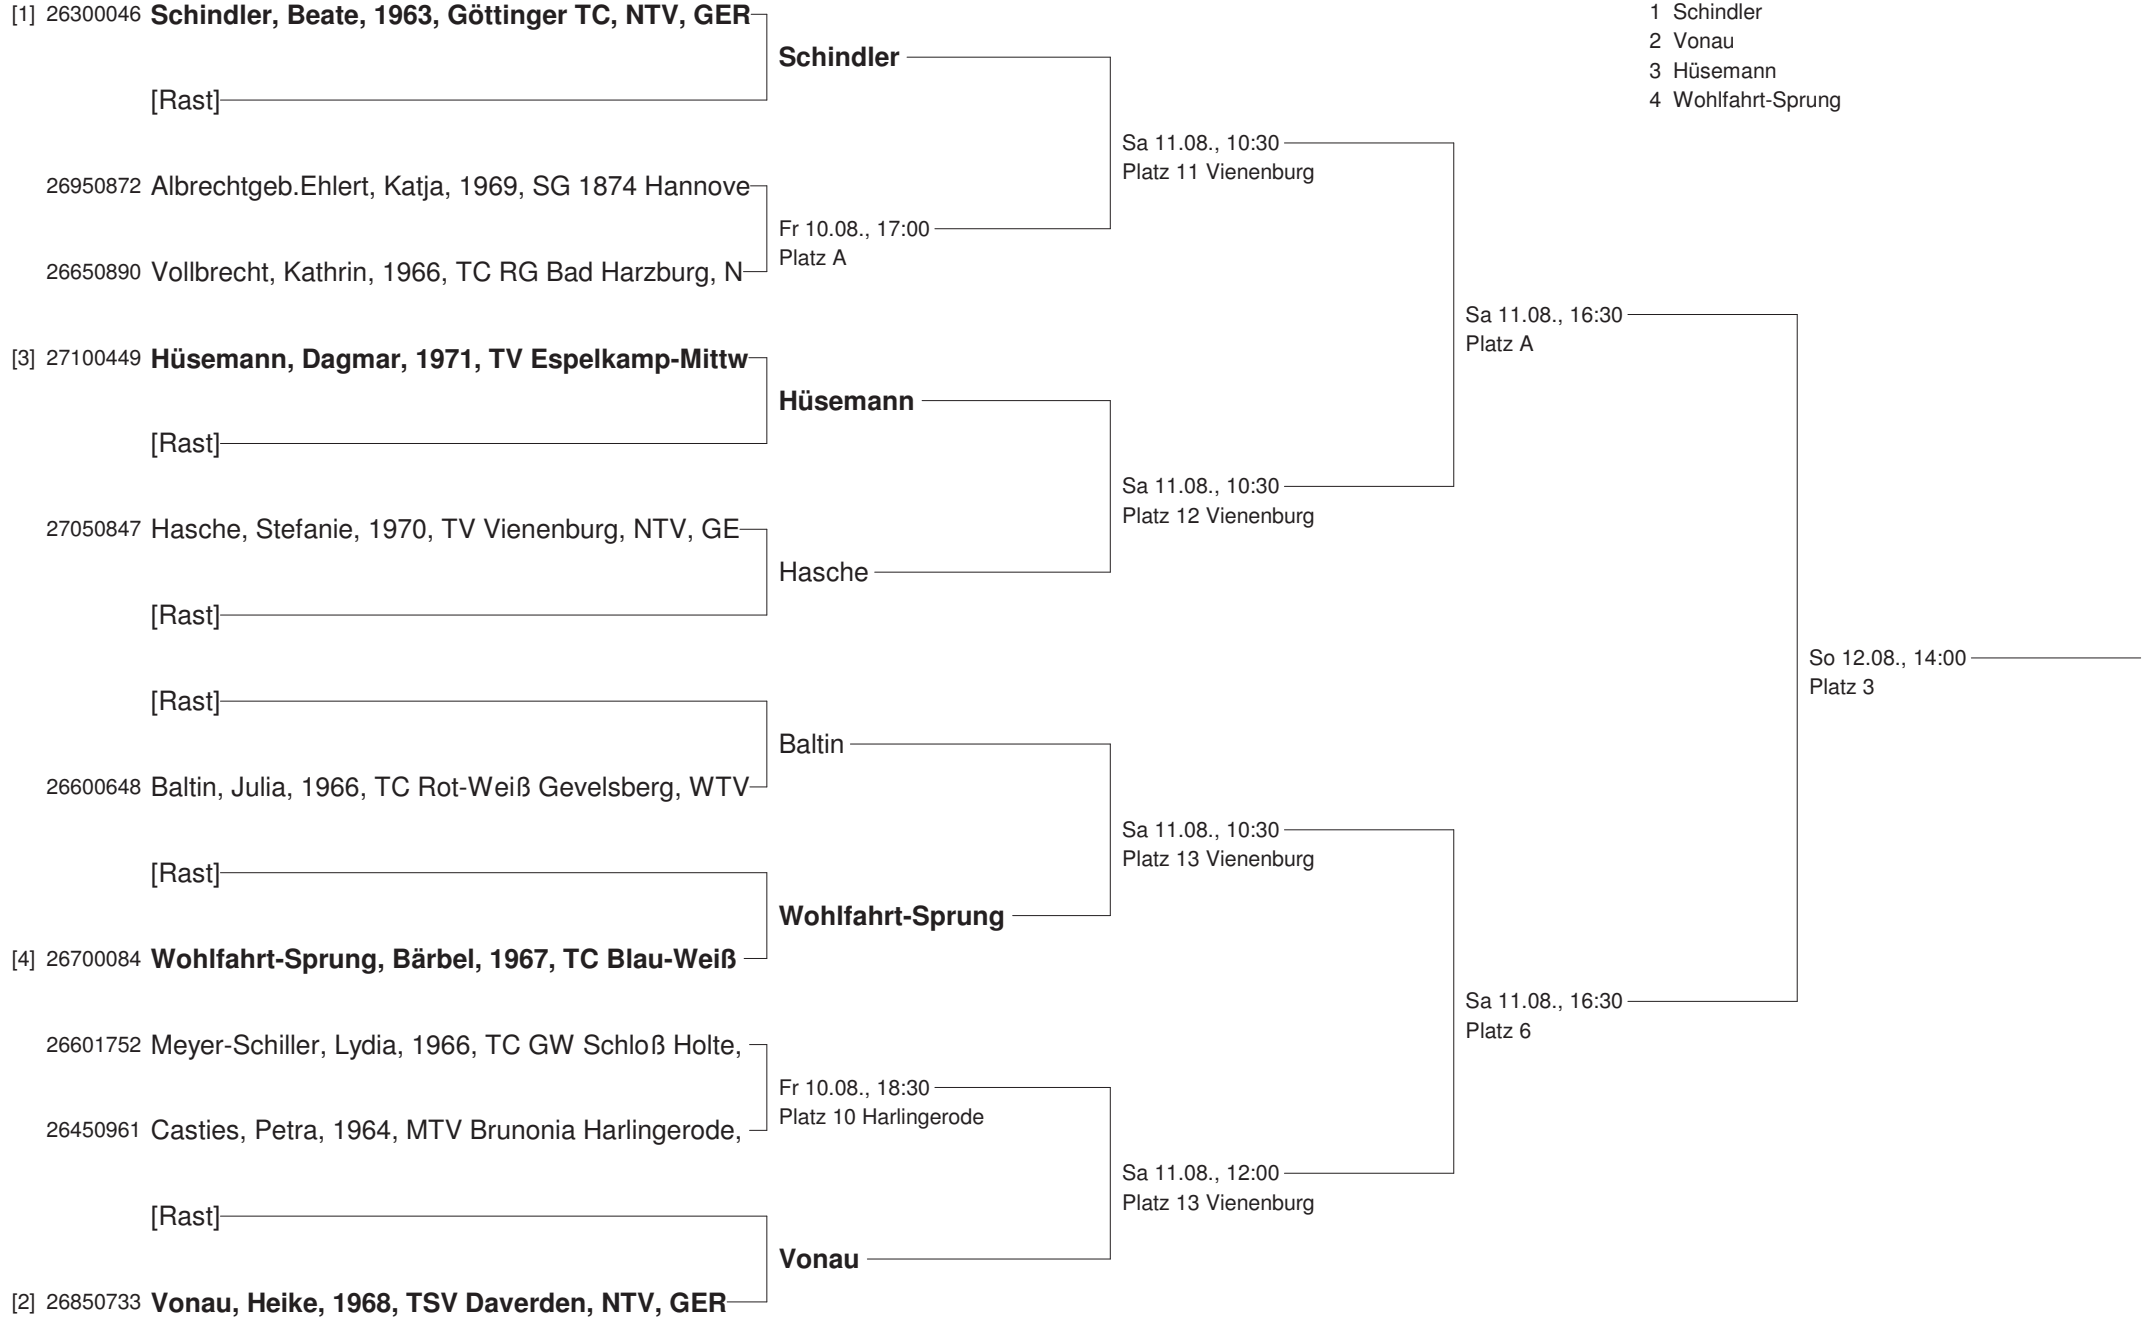 [1] 26300046 Schindler, Beate, 1963, Göttinger TC, NTV, GER
1 Schindler
2 Vonau
3 Hüsemann
4 Wohlfahrt-Sprung
Schindler
[Rast]
Sa 11.08., 10:30
Platz 11 Vienenburg
26950872 Albrechtgeb.Ehlert, Katja, 1969, SG 1874 Hannove
Fr 10.08., 17:00
Platz A
26650890 Vollbrecht, Kathrin, 1966, TC RG Bad Harzburg, N
Sa 11.08., 16:30
Platz A
[3] 27100449 Hüsemann, Dagmar, 1971, TV Espelkamp-Mittw
Hüsemann
[Rast]
Sa 11.08., 10:30
Platz 12 Vienenburg
27050847 Hasche, Stefanie, 1970, TV Vienenburg, NTV, GE
Hasche
[Rast]
So 12.08., 14:00
Platz 3
[Rast]
Baltin
26600648 Baltin, Julia, 1966, TC Rot-Weiß Gevelsberg, WTV
Sa 11.08., 10:30
Platz 13 Vienenburg
[Rast]
Wohlfahrt-Sprung
[4] 26700084 Wohlfahrt-Sprung, Bärbel, 1967, TC Blau-Weiß
Sa 11.08., 16:30
Platz 6
26601752 Meyer-Schiller, Lydia, 1966, TC GW Schloß Holte,
Fr 10.08., 18:30
Platz 10 Harlingerode
26450961 Casties, Petra, 1964, MTV Brunonia Harlingerode,
Sa 11.08., 12:00
Platz 13 Vienenburg
[Rast]
Vonau
[2] 26850733 Vonau, Heike, 1968, TSV Daverden, NTV, GER